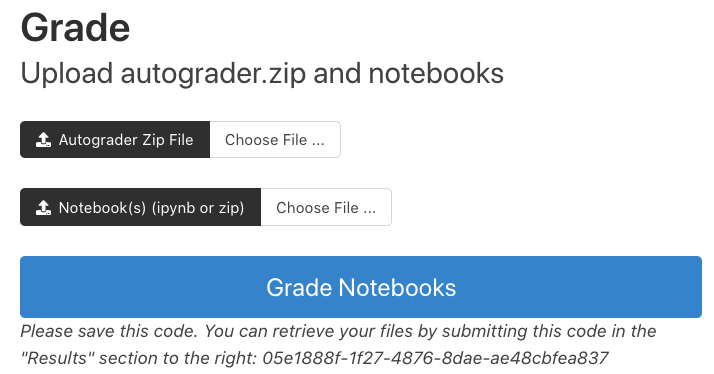 Grade
Upload autograder.zip and notebooks
Autograder Zip File Choose File ...
Notebook(s) (ipynb or zip) Choose File ...
Grade Notebooks
Please save this code. You can retrieve your files by submitting this code in the
"Results" section to the right: 05e1888f-1f27-4876-8dae-ae48cbfea837